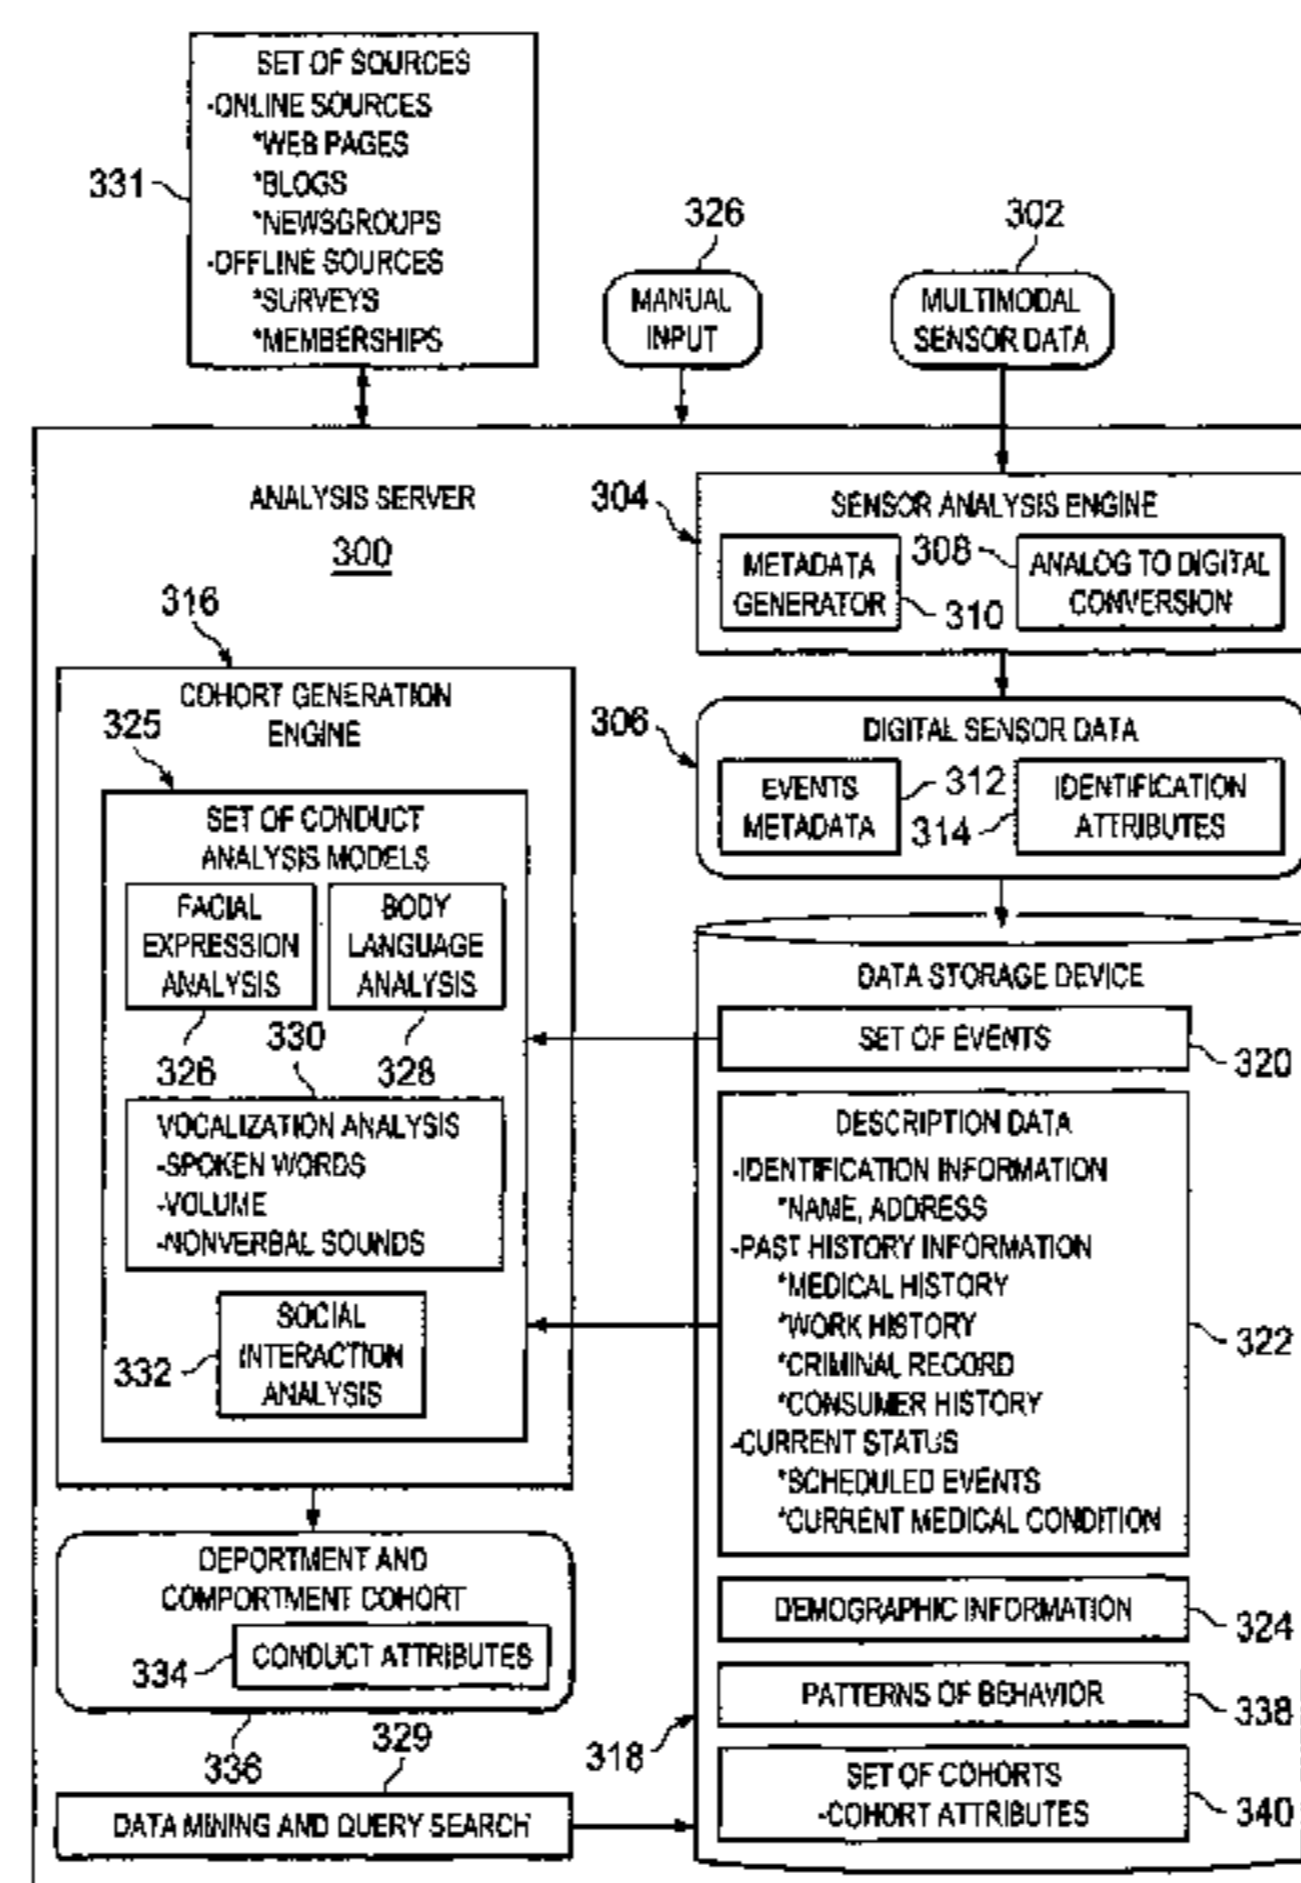 SET OF SOURCES
-ONLINE SOURCES
*WEB PAGES
*BLOGS
*NEWSGROUPS
-OFFLINE SOURCES
*SURVEYS
*MEMBERSHIPS
331
326
MANUAL
INPUT
302
MULTIMODAL
SENSOR DATA
ANALYSIS SERVER
300
304
SENSOR ANALYSIS ENGINE
METADATA
GENERATOR
310
308
ANALOG TO DIGITAL
CONVERSION
306
DIGITAL SENSOR DATA
EVENTS
METADATA
312
314
IDENTIFICATION
ATTRIBUTES
316
COHORT GENERATION
ENGINE
325
SET OF CONDUCT
ANALYSIS MODELS
FACIAL
EXPRESSION
ANALYSIS
326
BODY
LANGUAGE
ANALYSIS
328
330
VOCALIZATION ANALYSIS
-SPOKEN WORDS
-VOLUME
-NONVERBAL SOUNDS
332
SOCIAL
INTERACTION
ANALYSIS
DEPORTMENT AND
COMPORTMENT COHORT
334
CONDUCT ATTRIBUTES
336
329
DATA MINING AND QUERY SEARCH
318
DATA STORAGE DEVICE
SET OF EVENTS
320
DESCRIPTION DATA
-IDENTIFICATION INFORMATION
*NAME, ADDRESS
-PAST HISTORY INFORMATION
*MEDICAL HISTORY
*WORK HISTORY
*CRIMINAL RECORD
*CONSUMER HISTORY
-CURRENT STATUS
*SCHEDULED EVENTS
*CURRENT MEDICAL CONDITION
322
DEMOGRAPHIC INFORMATION
324
PATTERNS OF BEHAVIOR
338
SET OF COHORTS
-COHORT ATTRIBUTES
340